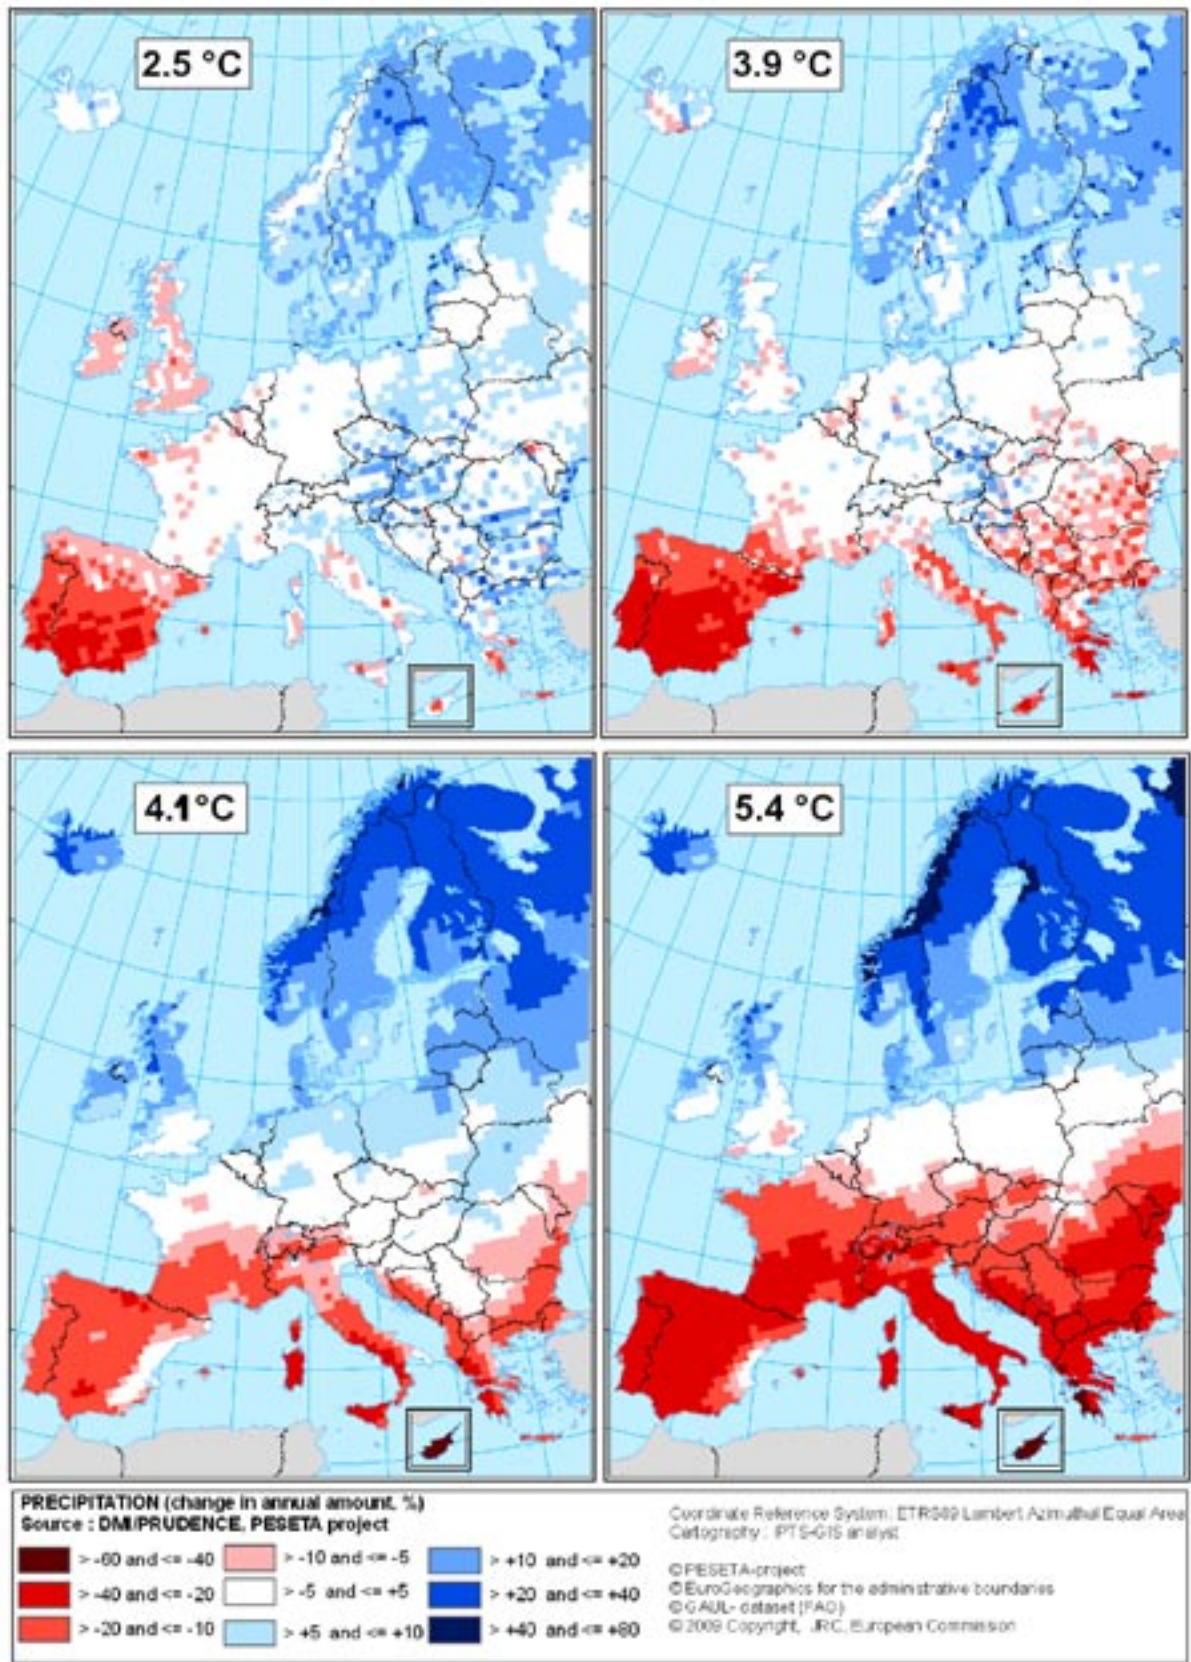 2.5 °C
3.9 °C
4.1°C
5.4 °C
PRECIPITATION (change in annual amount, %)
Source : DMI/PRUDENCE, PESETA project
> -60 and <= -40
> -40 and <= -20
> -20 and <= -10
> -10 and <= -5
> -5 and <= +5
> +5 and <= +10
> +10 and <= +20
> +20 and <= +40
> +40 and <= +80
Coordinate Reference System: ETRS89 Lambert Azimuthal Equal Area
Cartography : IPTS-GIS analyst
© PESETA-project
© EuroGeographics for the administrative boundaries
© GAUL- dataset (FAO)
© 2009 Copyright, JRC, European Commission